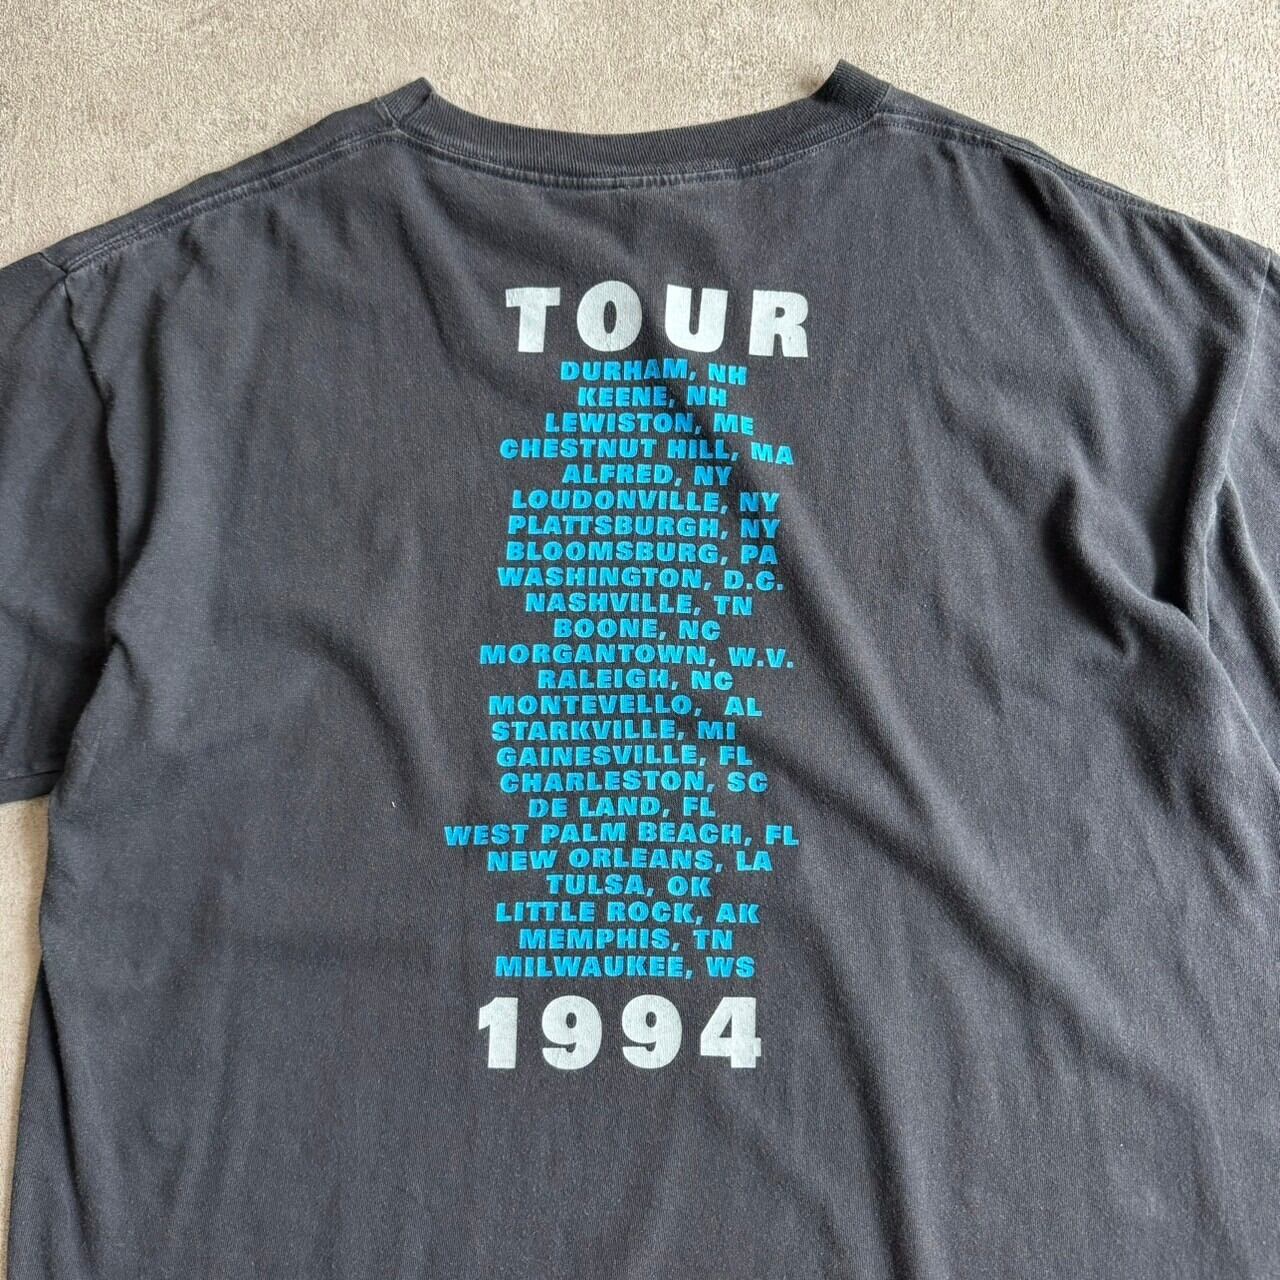 TOUR
DURHAM, NH
KEENE, NH
LEWISTON, ME
CHESTNUT HILL, MA
ALFRED, NY
LOUDONVILLE, NY
PLATTSBURGH, NY
BLOOMSBURG, PA
WASHINGTON, D.C.
NASHVILLE, TN
BOONE, NC
MORGANTOWN, W.V.
RALEIGH, NC
MONTEVELLO, AL
STARKVILLE, MI
GAINESVILLE, FL
CHARLESTON, SC
DE LAND, FL
WEST PALM BEACH, FL
NEW ORLEANS, LA
TULSA, OK
LITTLE ROCK, AK
MEMPHIS, TN
MILWAUKEE, WS
1994